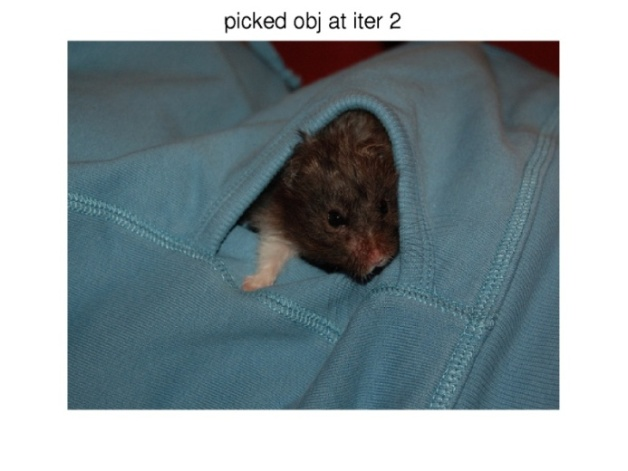 picked obj at iter 2